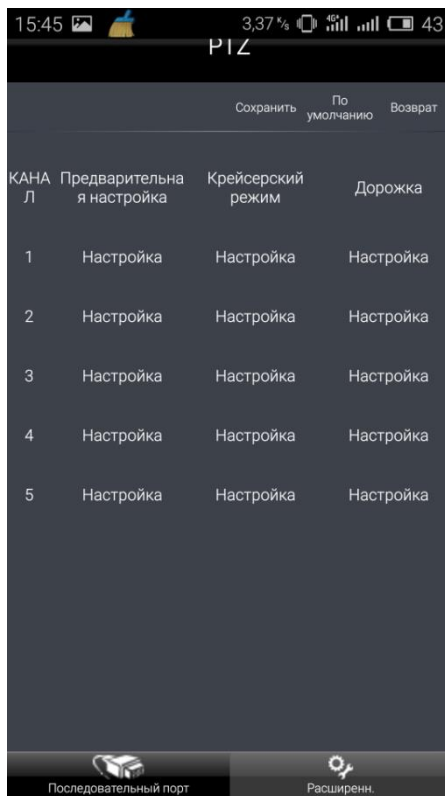 15:45 3,37 K/s 4G 43
PTZ
Сохранить По умолчанию Возврат
КАНА
Л Предварительна
я настройка Крейсерский
режим Дорожка
1 Настройка Настройка Настройка
2 Настройка Настройка Настройка
3 Настройка Настройка Настройка
4 Настройка Настройка Настройка
5 Настройка Настройка Настройка
Последовательный порт Расширенн.